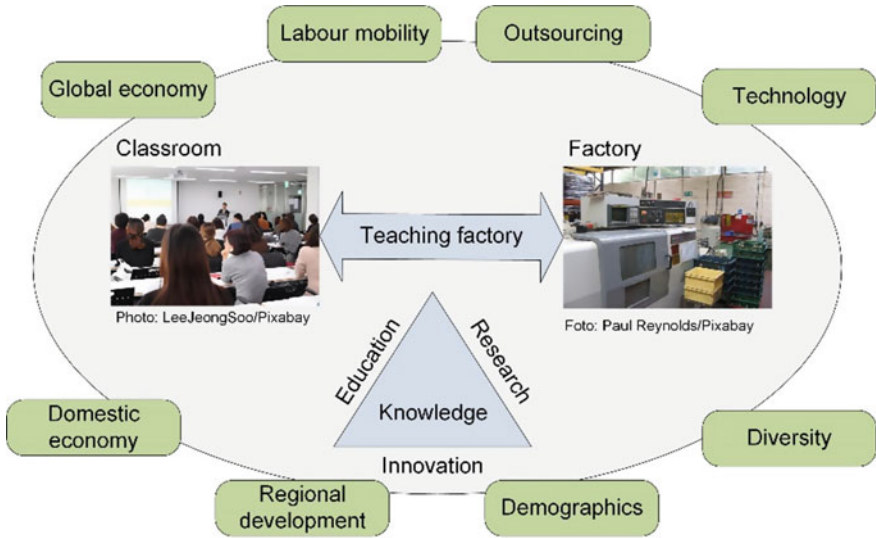 Labour mobility
Outsourcing
Global economy
Technology
Classroom
Factory
Teaching factory
Photo: LeeJeongSoo/Pixabay
Foto: Paul Reynolds/Pixabay
Education
Research
Knowledge
Innovation
Domestic
economy
Diversity
Regional
development
Demographics